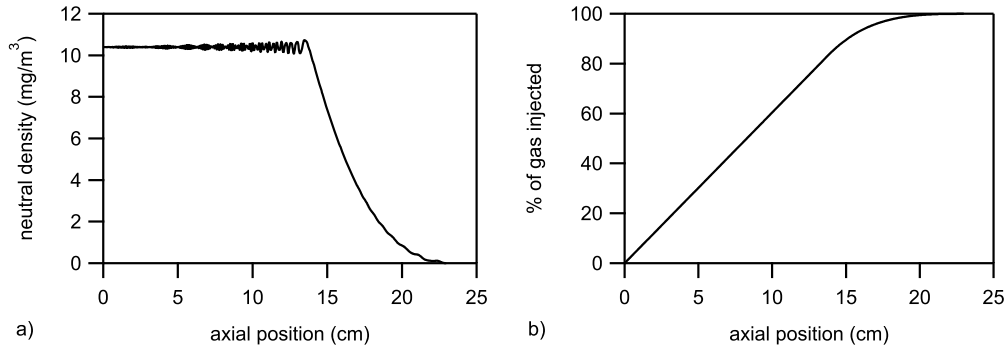 12
10
8
6
4
2
0
neutral density (mg/m³)
0 5 10 15 20 25
axial position (cm)
a)
100
80
60
40
20
0
% of gas injected
0 5 10 15 20 25
axial position (cm)
b)